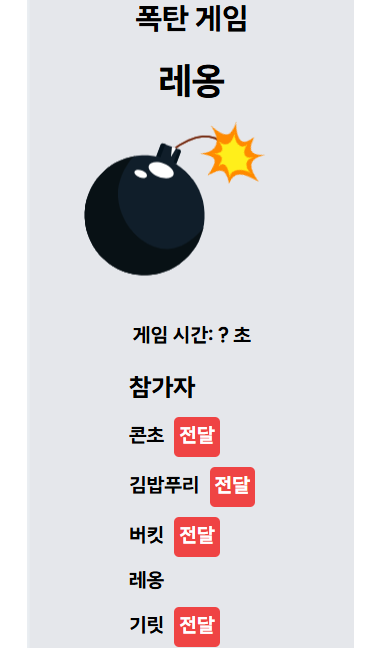 폭탄 게임
레옹
게임 시간: ? 초
참가자
콘초 전달
김밥푸리 전달
버킷 전달
레옹
기릿 전달